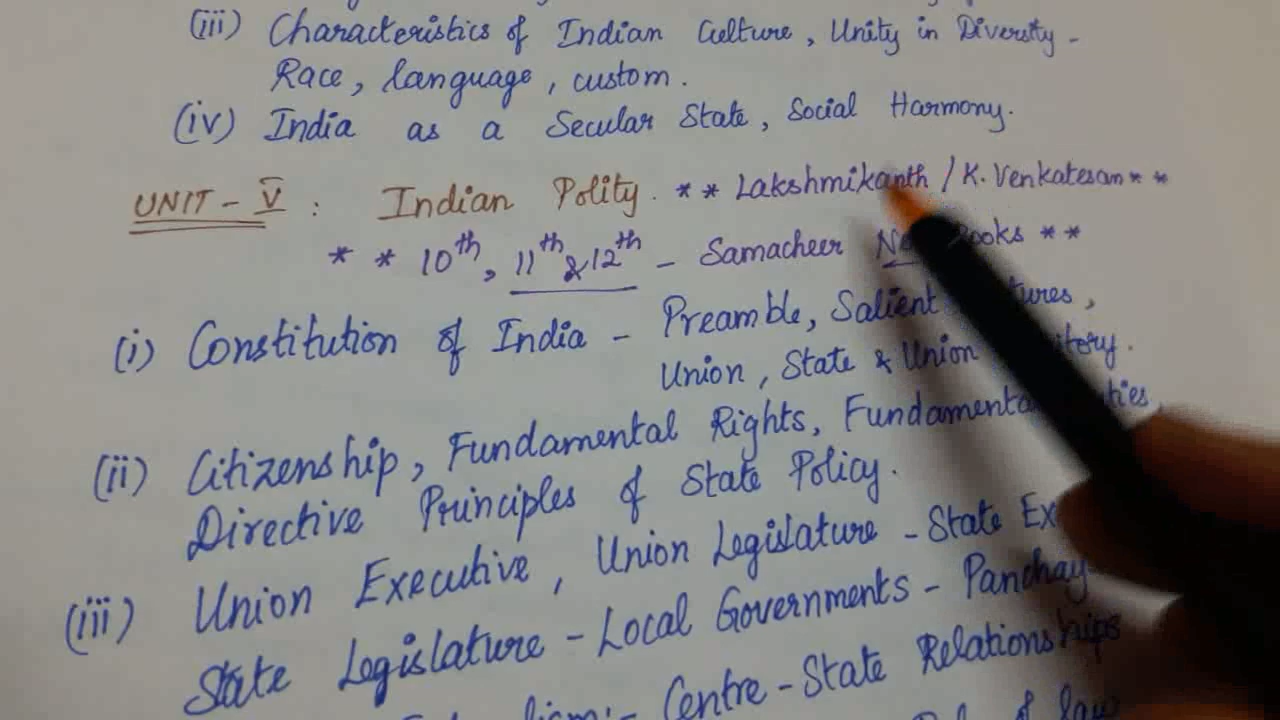 (iii) Characteristics of Indian Culture, Unity in Diversity -
Race, language, custom.
(iv) India as a Secular State, Social Harmony.
UNIT - V : Indian Polity. * * Lakshmikanth / K. Venkatesan * *
* * 10th, 11th & 12th - Samacheer Books * *
(i) Constitution of India - Preamble, Salient
Union, State & Union
(ii) Citizenship, Fundamental Rights, Fundamental
Directive Principles of State Policy.
(iii) Union Executive, Union Legislature - State
State Legislature - Local Governments -
Centre - State Relationships
of law